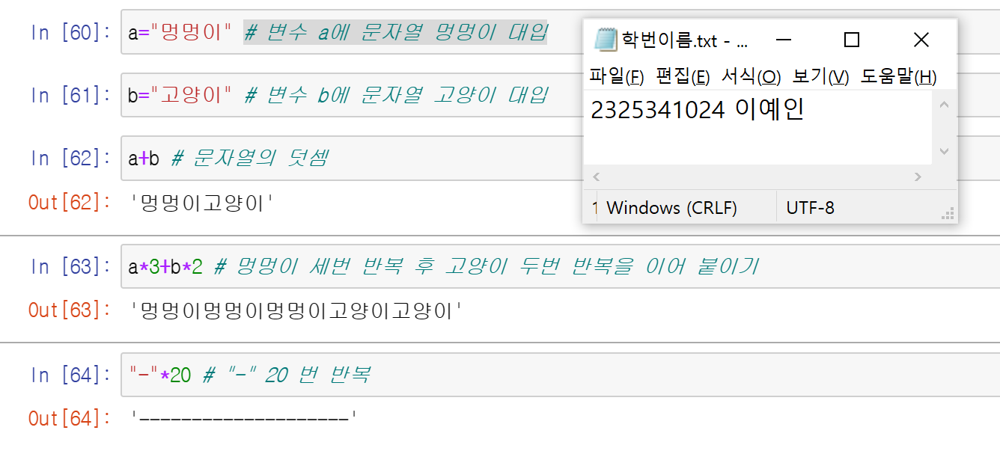 In [60]: a="멍멍이" # 변수 a에 문자열 멍멍이 대입
In [61]: b="고양이" # 변수 b에 문자열 고양이 대입
In [62]: a+b # 문자열의 덧셈
Out[62]: '멍멍이고양이'
학번이름.txt - ...
파일(F) 편집(E) 서식(O) 보기(V) 도움말(H)
2325341024 이예인
1 Windows (CRLF) UTF-8
In [63]: a*3+b*2 # 멍멍이 세번 반복 후 고양이 두번 반복을 이어 붙이기
Out[63]: '멍멍이멍멍이멍멍이고양이고양이'
In [64]: "-"*20 # "-" 20 번 반복
Out[64]: '--------------------'